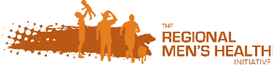 THE
REGIONAL
MEN'S HEALTH
INITIATIVE